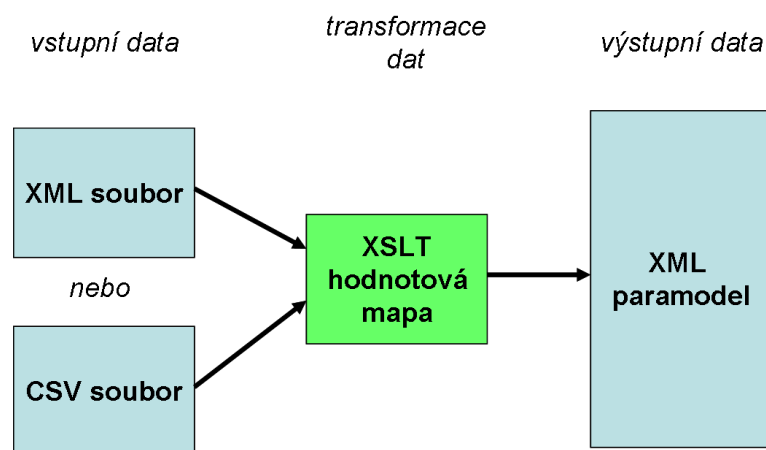 vstupní data
transformace
dat
výstupní data
XML soubor
nebo
CSV soubor
XSLT
hodnotová
mapa
XML
paramodel